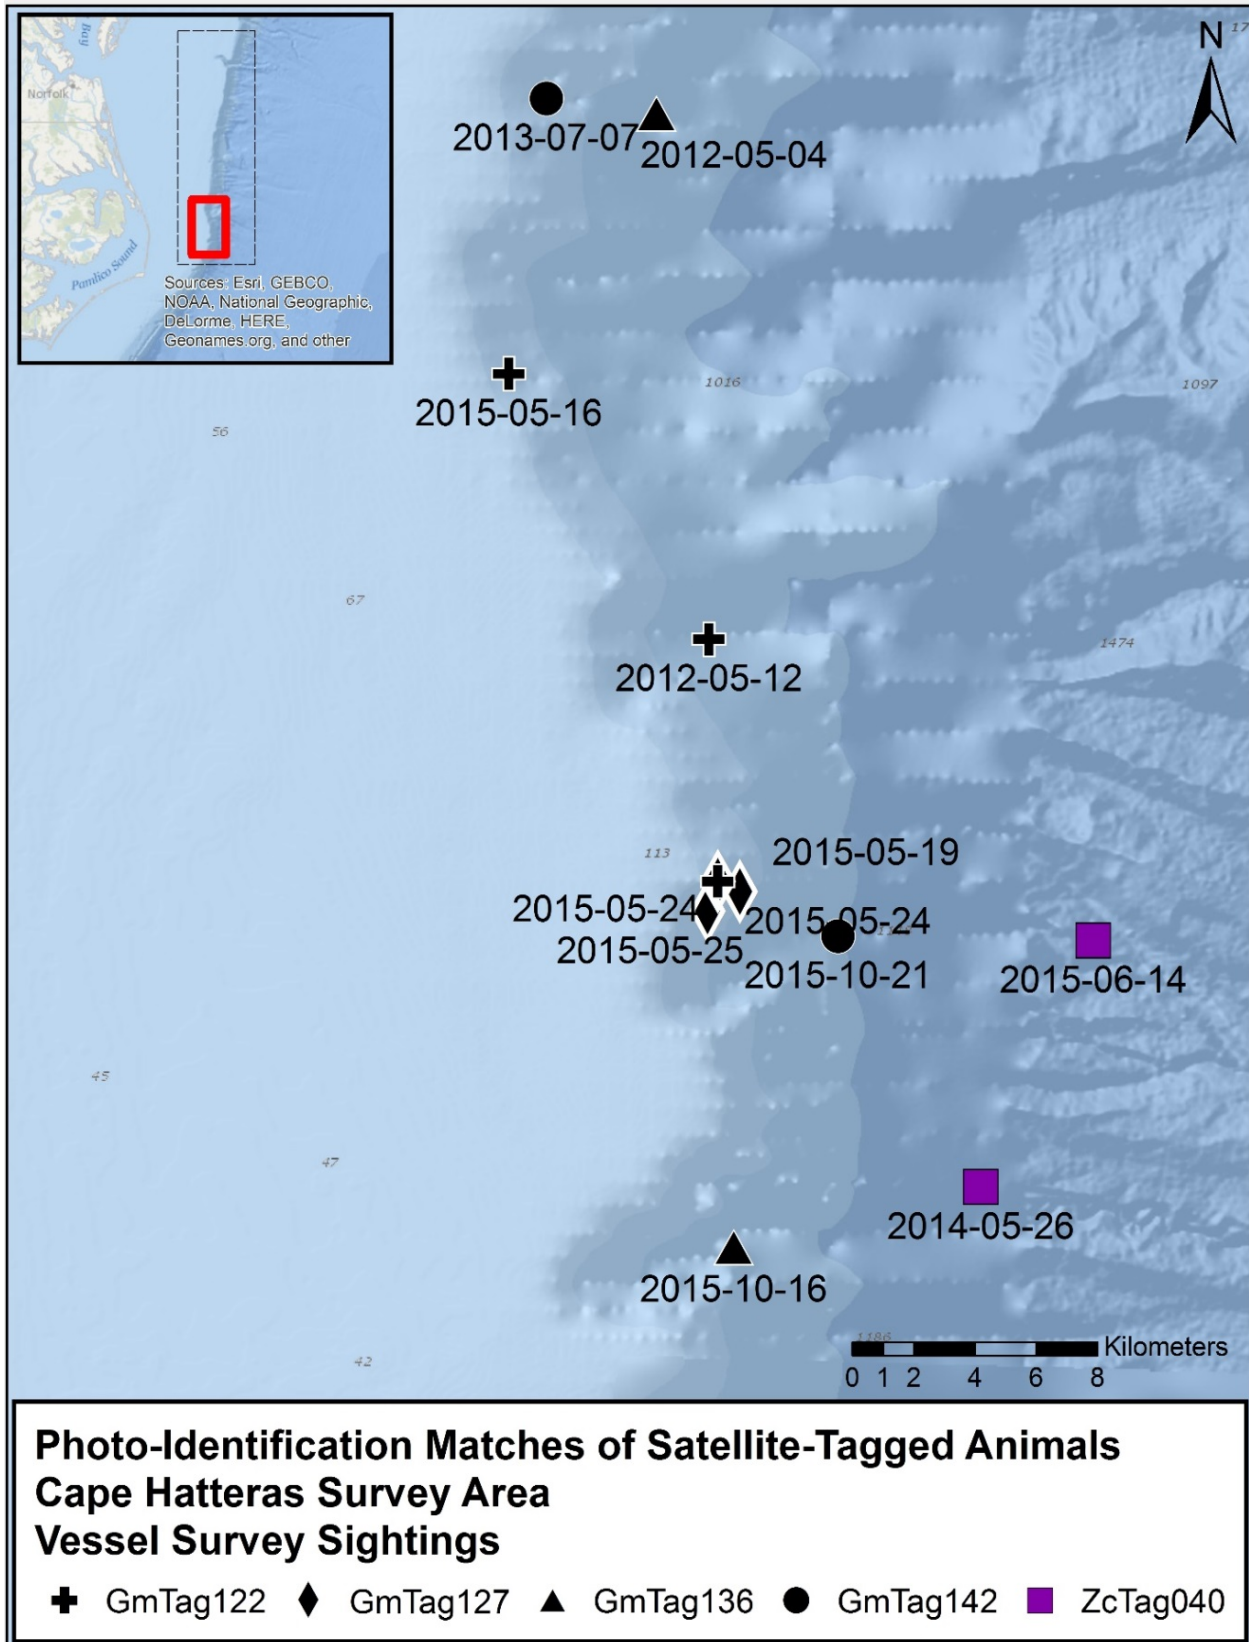 Bay
Norfolk
Pamlico Sound
Sources: Esri, GEBCO,
NOAA, National Geographic,
DeLorme, HERE,
Geonames.org, and other
N
2013-07-07
2012-05-04
2015-05-16
1016
1097
56
67
2012-05-12
1474
113
2015-05-19
2015-05-24
2015-05-24
2015-05-25
2015-10-21
2015-06-14
45
47
2014-05-26
2015-10-16
1186
42
Kilometers
0 1 2 4 6 8
Photo-Identification Matches of Satellite-Tagged Animals
Cape Hatteras Survey Area
Vessel Survey Sightings
GmTag122 GmTag127 GmTag136 GmTag142 ZcTag040